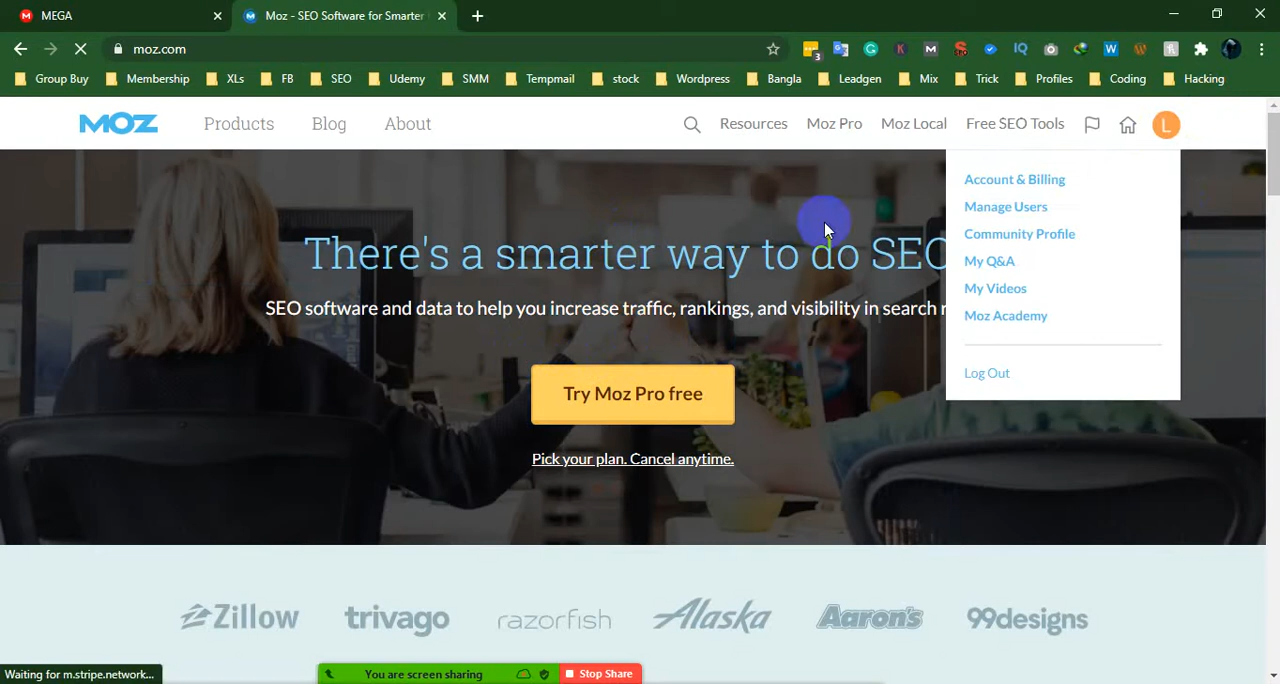 MEGA
Moz - SEO Software for Smarter
moz.com
3
Group Buy
Membership
XLs
FB
SEO
Udemy
SMM
Tempmail
stock
Wordpress
Bangla
Leadgen
Mix
Trick
Profiles
Coding
Hacking
MOZ
Products
Blog
About
Resources
Moz Pro
Moz Local
Free SEO Tools
L
Account & Billing
Manage Users
Community Profile
My Q&A
My Videos
Moz Academy
Log Out
There's a smarter way to do SEO
SEO software and data to help you increase traffic, rankings, and visibility in search r
Try Moz Pro free
Pick your plan. Cancel anytime.
Zillow
trivago
razorfish
Alaska
Aaron's
99designs
Waiting for m.stripe.network...
You are screen sharing
Stop Share